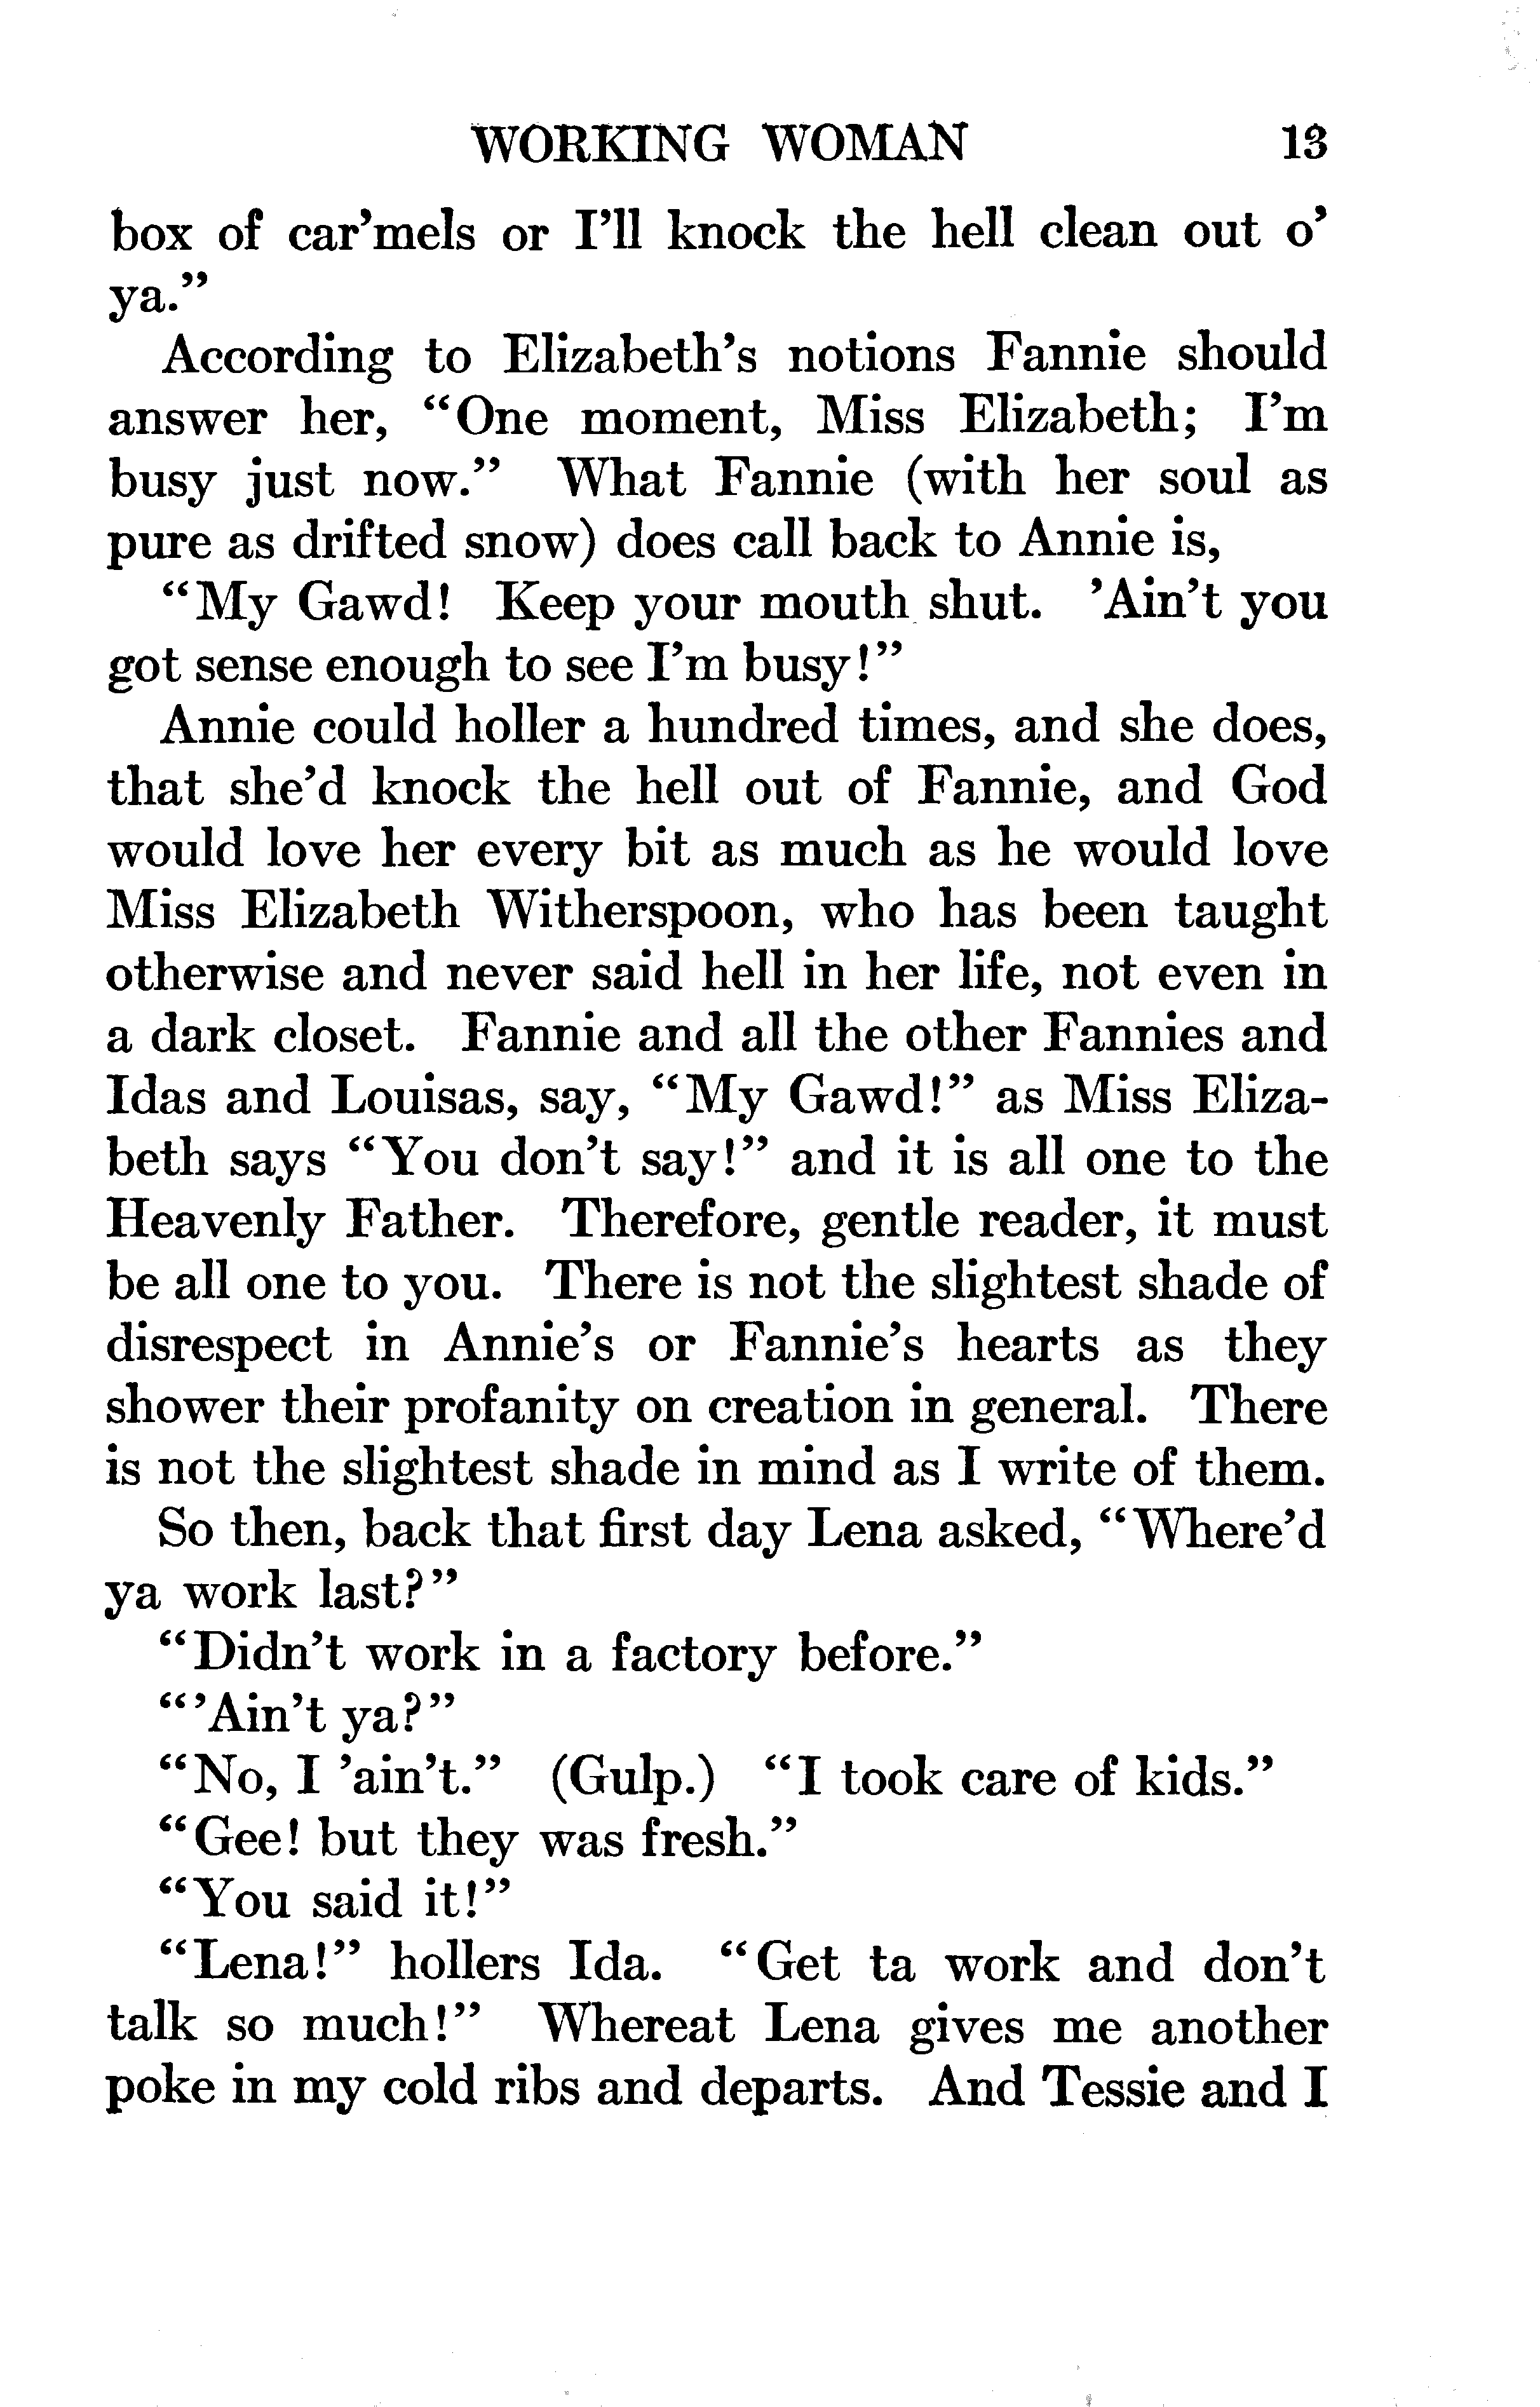 WORKING WOMAN 13
box of car’mels or I’ll knock the hell clean out o’
ya.”
According to Elizabeth’s notions Fannie should
answer her, “One moment, Miss Elizabeth; I’m
busy just now.” What Fannie (with her soul as
pure as drifted snow) does call back to Annie is,
“My Gawd! Keep your mouth shut. ’Ain’t you
got sense enough to see I’m busy!”
Annie could holler a hundred times, and she does,
that she’d knock the hell out of Fannie, and God
would love her every bit as much as he would love
Miss Elizabeth Witherspoon, who has been taught
otherwise and never said hell in her life, not even in
a dark closet. Fannie and all the other Fannies and
Idas and Louisas, say, “My Gawd!” as Miss Eliza-
beth says “You don’t say!” and it is all one to the
Heavenly Father. Therefore, gentle reader, it must
be all one to you. There is not the slightest shade of
disrespect in Annie’s or Fannie’s hearts as they
shower their profanity on creation in general. There
is not the slightest shade in mind as I write of them.
So then, back that first day Lena asked, “Where’d
ya work last?”
“Didn’t work in a factory before.”
“’Ain’t ya?”
“No, I ’ain’t.” (Gulp.) “I took care of kids.”
“Gee! but they was fresh.”
“You said it!”
“Lena!” hollers Ida. “Get ta work and don’t
talk so much!” Whereat Lena gives me another
poke in my cold ribs and departs. And Tessie and I